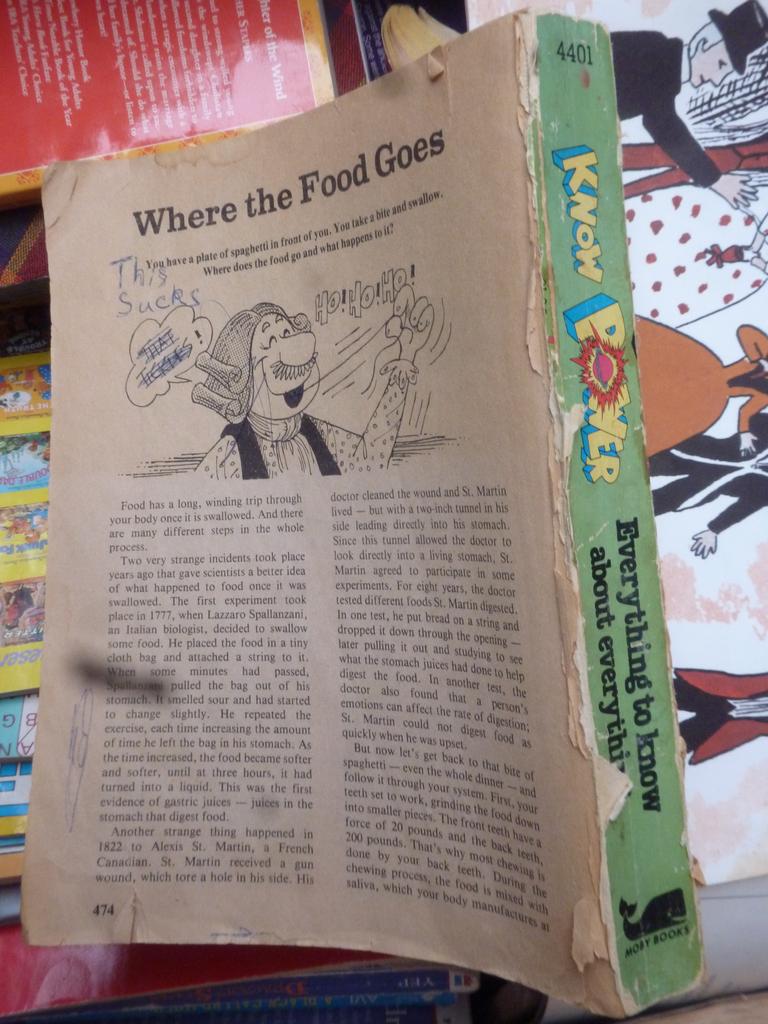 Where the Food Goes
You have a plate of spaghetti in front of you. You take a bite and swallow.
Where does the food go and what happens to it?
This
Sucks
HO! HO! HO!
THAT
TICKLES!
Food has a long, winding trip through
your body once it is swallowed. And there
are many different steps in the whole
process.
Two very strange incidents took place
years ago that gave scientists a better idea
of what happened to food once it was
swallowed. The first experiment took
place in 1777, when Lazzaro Spallanzani,
an Italian biologist, decided to swallow
some food. He placed the food in a tiny
cloth bag and attached a string to it.
When some minutes had passed,
Spallanzani pulled the bag out of his
stomach. It smelled sour and had started
to change slightly. He repeated the
exercise, each time increasing the amount
of time he left the bag in his stomach. As
the time increased, the food became softer
and softer, until at three hours, it had
turned into a liquid. This was the first
evidence of gastric juices — juices in the
stomach that digest food.
Another strange thing happened in
1822 to Alexis St. Martin, a French
Canadian. St. Martin received a gun
wound, which tore a hole in his side. His
474
doctor cleaned the wound and St. Martin
lived — but with a two-inch tunnel in his
side leading directly into his stomach.
Since this tunnel allowed the doctor to
look directly into a living stomach, St.
Martin agreed to participate in some
experiments. For eight years, the doctor
tested different foods St. Martin digested.
In one test, he put bread on a string and
dropped it down through the opening —
later pulling it out and studying to see
what the stomach juices had done to help
digest the food. In another test, the
doctor also found that a person's
emotions can affect the rate of digestion;
St. Martin could not digest food as
quickly when he was upset.
But now let's get back to that bite of
spaghetti — even the whole dinner — and
follow it through your system. First, your
teeth set to work, grinding the food down
into smaller pieces. The front teeth have a
force of 20 pounds and the back teeth,
200 pounds. That's why most chewing is
done by your back teeth. During the
chewing process, the food is mixed with
saliva, which your body manufactures at
4401
KNOW POWER
Everything to know
about everythi
MOBY BOOKS
hter of the Wind
HE STAPLES
YEP
AVI